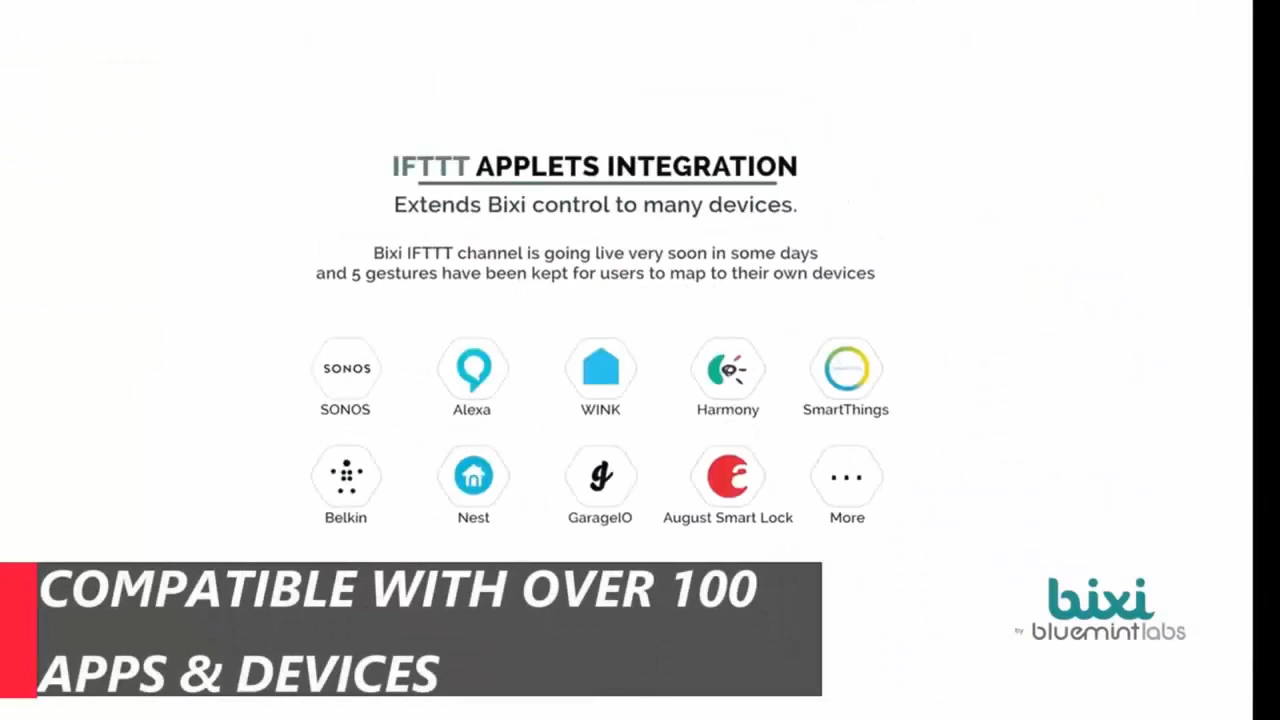 IFTTT APPLETS INTEGRATION
Extends Bixi control to many devices.
Bixi IFTTT channel is going live very soon in some days
and 5 gestures have been kept for users to map to their own devices
SONOS
SONOS Alexa WINK Harmony SmartThings
g a ...
Belkin Nest GarageIO August Smart Lock More
COMPATIBLE WITH OVER 100
APPS & DEVICES
bixi
by bluemintlabs